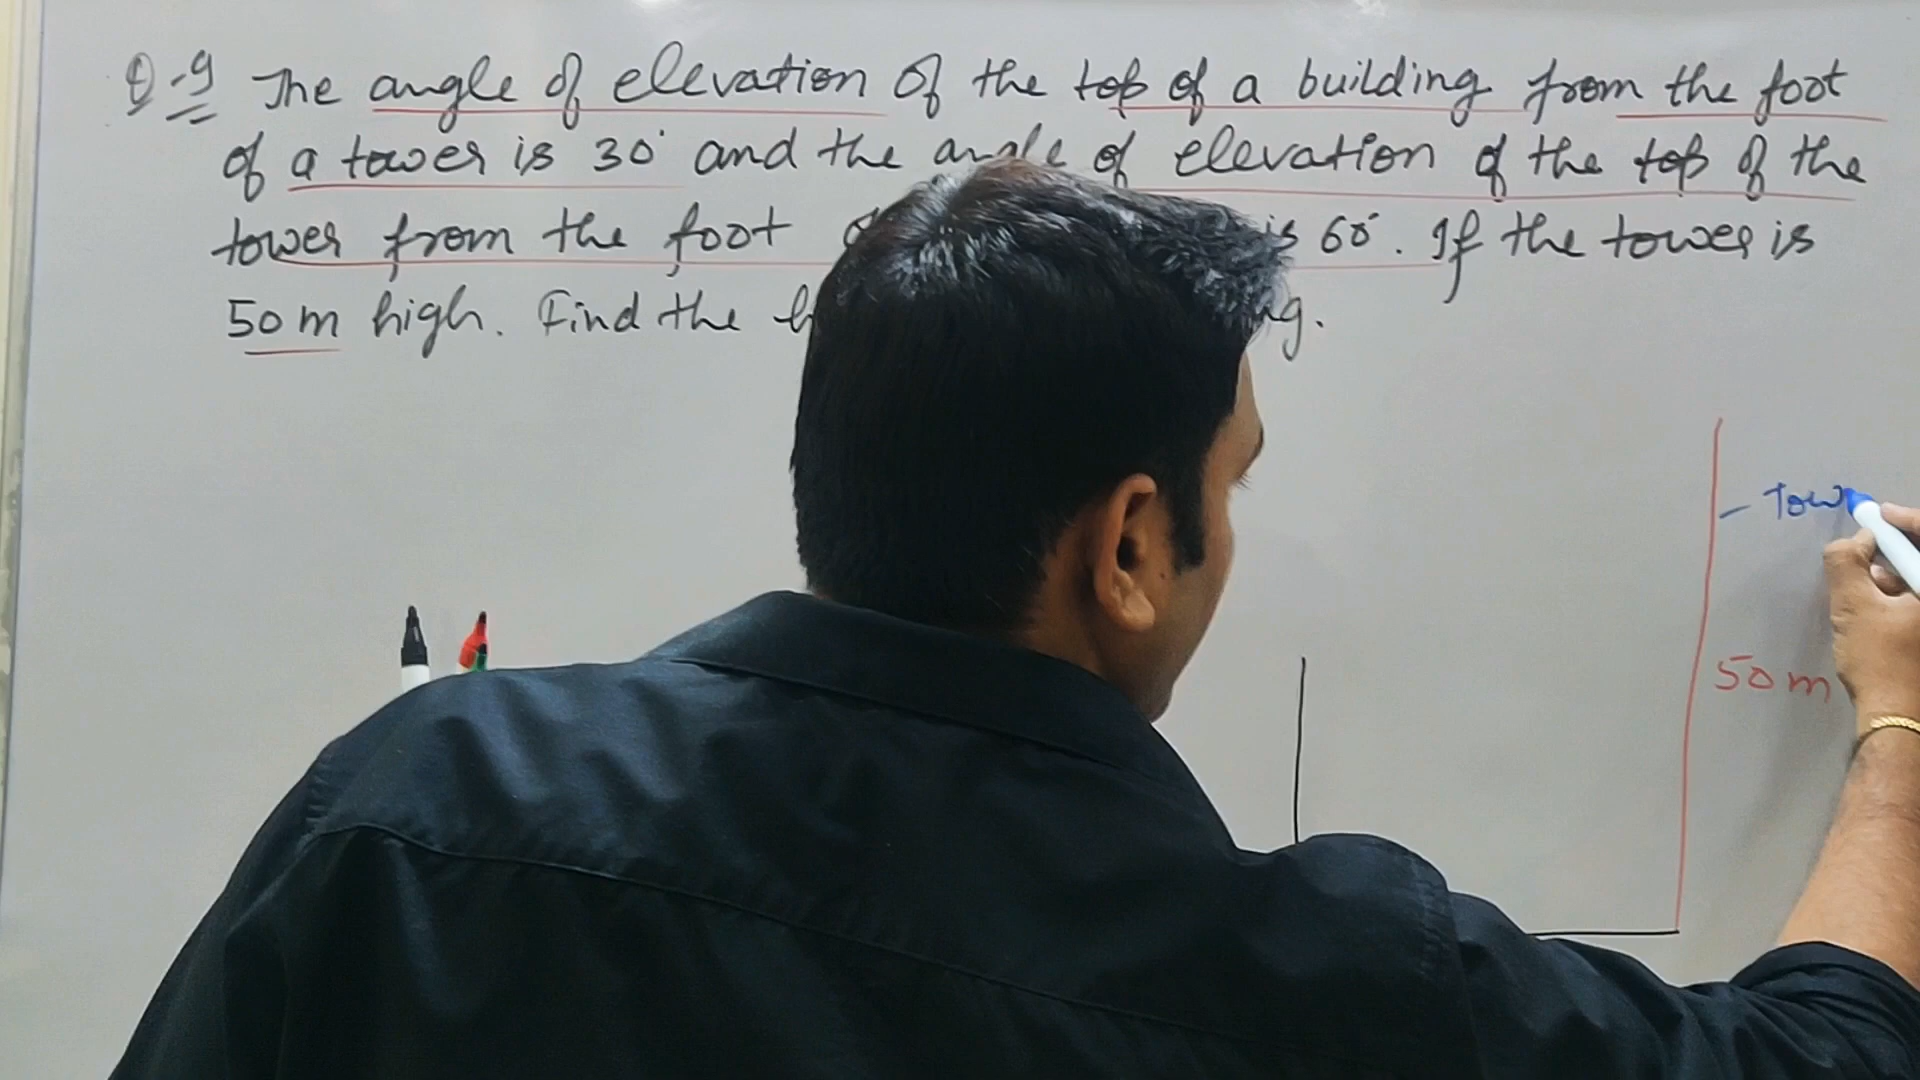 Q-9 The angle of elevation of the top of a building from the foot
of a tower is 30° and the angle of elevation of the top of the
tower from the foot is 60°. If the tower is
50 m high. Find the
- Tow
50 m